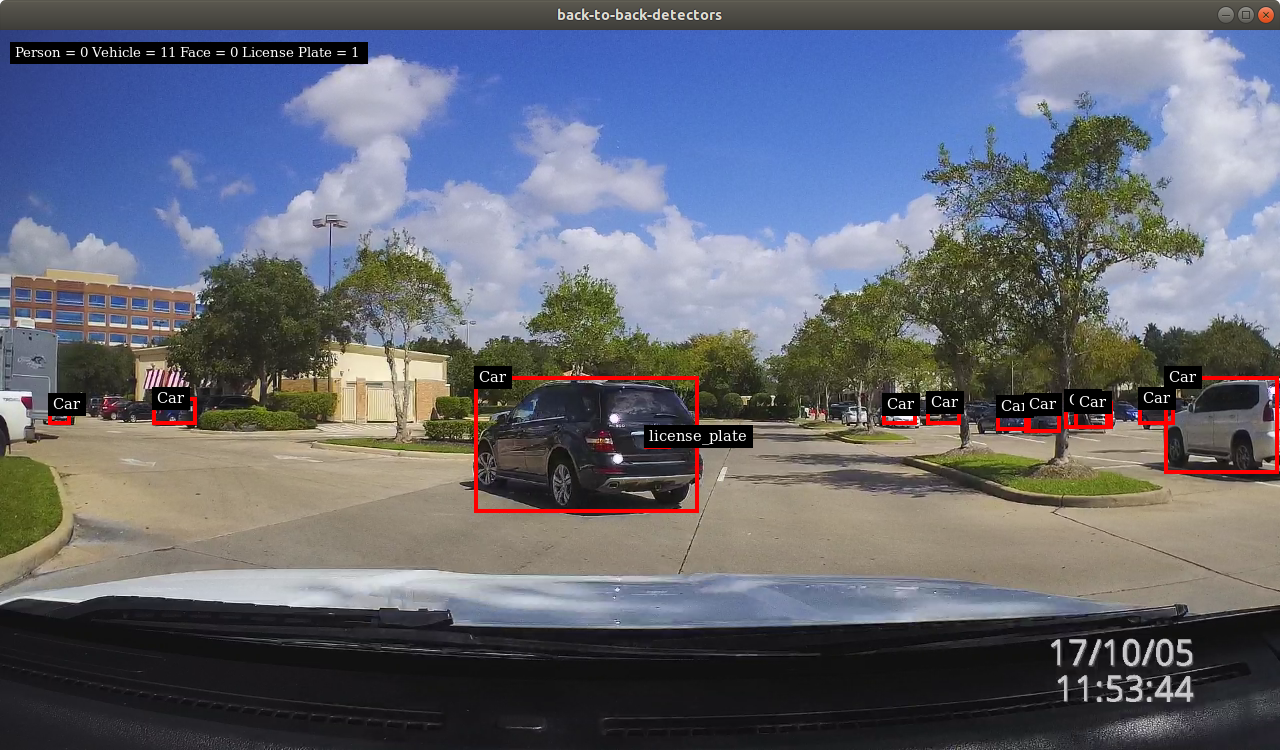 back-to-back-detectors
Person = 0 Vehicle = 11 Face = 0 License Plate = 1
Car
Car
Car
license_plate
Car
Car
Car
Car
Car
Car
Car
17/10/05
11:53:44